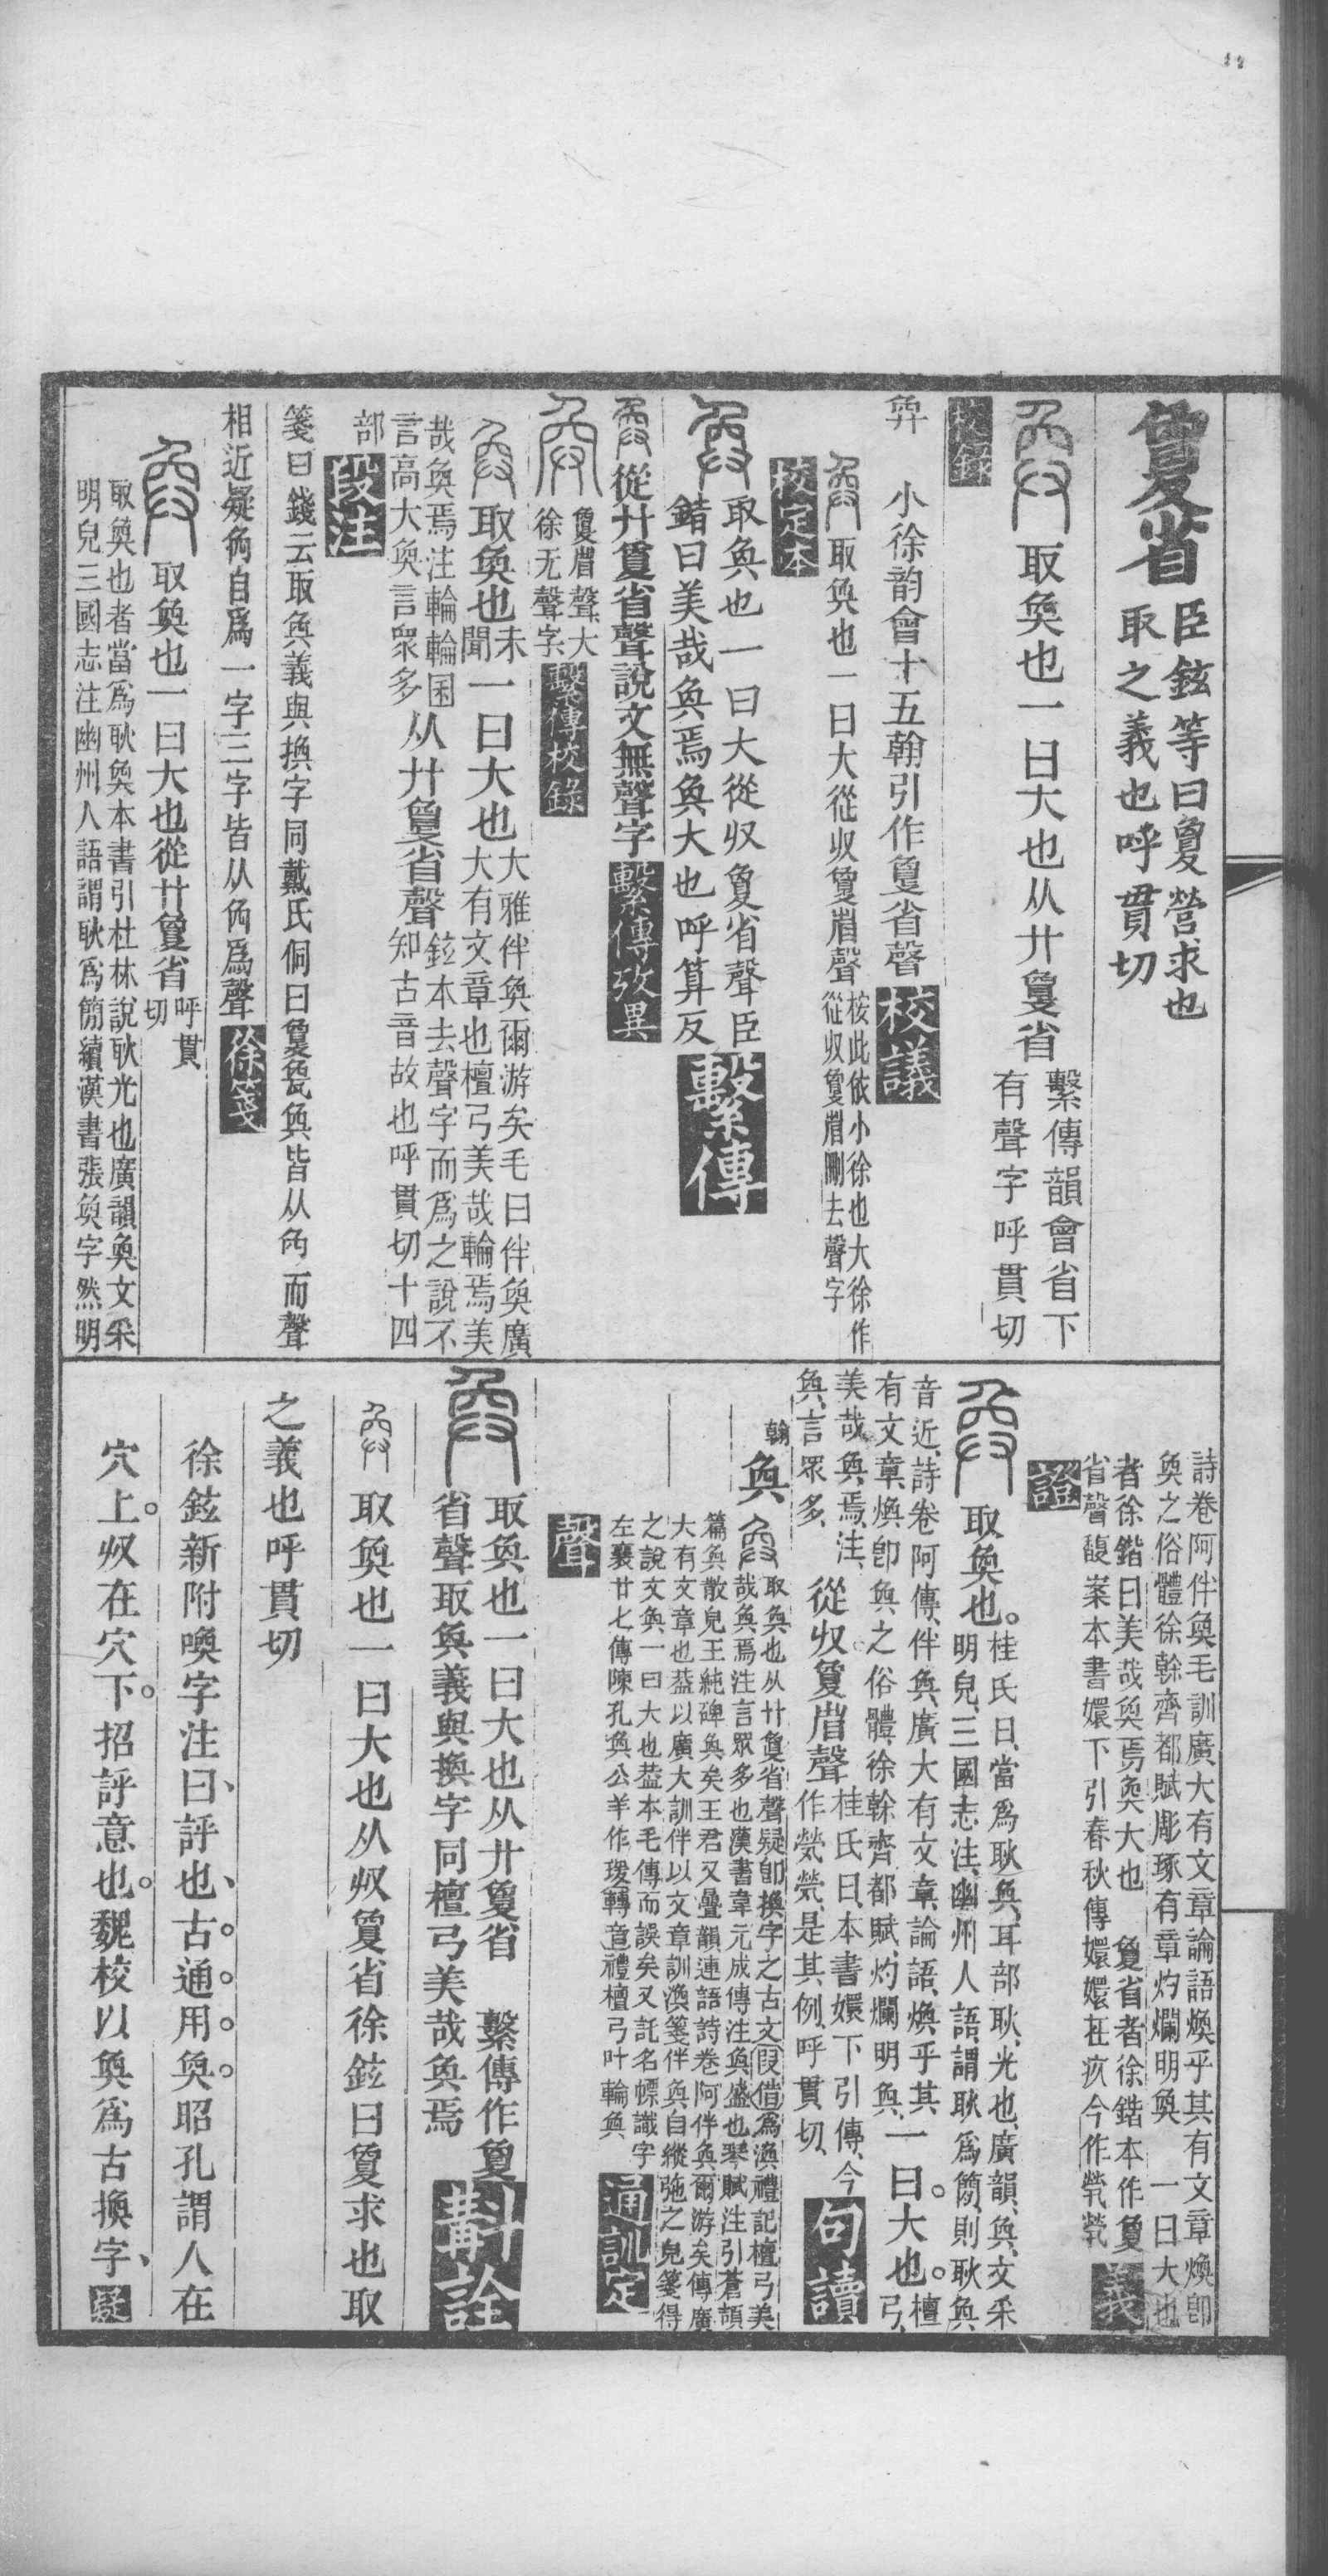 敻省
臣鉉等曰敻營求也
取之義也呼貫切
取奐也一曰大也从廾敻省
繫傳韻會省下
有聲字呼貫切
校錄
小徐韵會十五翰引作敻省聲
校議
取奐也一曰大從収敻省聲
桉此依小徐也大徐作
從収敻省刪去聲字
校定本
取奐也一曰大從収敻省聲臣
鍇曰美哉奐焉奐大也呼算反
繫傳
從廾敻省聲說文無聲字
繫傳攷異
敻省聲大
徐无聲字
繫傳校錄
取奐也
未
聞
一曰大也
大雅伴奐爾游矣毛曰伴奐廣
大有文章也檀弓美哉輪焉美
哉奐焉注輪輪囷
言高大奐言眾多
从廾敻省聲
鉉本去聲字而爲之說不
知古音故也呼貫切十四
部
段注
箋曰錢云取奐義與換字同戴氏侗曰敻奐皆从而聲
相近疑自爲一字三字皆从爲聲
徐箋
取奐也一曰大也從廾敻省
呼貫
切
取奐也者當爲耿奐本書引杜林說耿光也廣韻奐文采
明皃三國志注幽州人語謂耿爲簡續漢書張奐字然明
詩卷阿伴奐毛訓廣大有文章論語煥乎其有文章煥卽
奐之俗體徐幹齊都賦彫琢有章灼爛明奐 一曰大也
者徐鍇曰美哉奐焉奐大也 敻省者徐鍇本作敻
省聲馥案本書嬛下引春秋傳嬛嬛在疚今作煢煢
義
證
取奐也。
桂氏曰、當爲耿奐、耳部耿、光也、廣韻、奐、文采
明皃、三國志注、幽州人語、謂耿爲簡、則耿奐
音近、詩卷阿傳、伴奐、廣大有文章、論語、煥乎其
有文章、煥卽奐之俗體、徐幹齊都賦、灼爛明奐、
一曰。大也。
檀弓、
美哉奐焉、注、
奐、言眾多、
從収敻省聲
桂氏曰、本書嬛下引傳、今
作煢煢、是其例、呼貫切、
句讀
翰
奐
取奐也从廾敻省聲疑卽換字之古文假借爲渙禮記檀弓美
哉奐焉注言眾多也漢書韋元成傳注奐盛也琴賦注引蒼頡
篇奐散皃王純碑奐矣王君又疊韻連語詩卷阿伴奐爾游矣傳廣
大有文章也葢以廣大訓伴以文章訓渙箋伴奐自縱弛之皃箋得
之說文奐一曰大也葢本毛傳而誤矣又託名幖識字
左襄廿七傳陳孔奐公羊作瑗轉音禮檀弓叶輪奐
通訓定
聲
取奐也一曰大也从廾敻省 繫傳作敻
省聲取奐義與換字同檀弓美哉奐焉
斠詮
取奐也一曰大也从収敻省徐鉉曰敻求也取
之義也呼貫切
徐鉉新附喚字注曰、評也、古。通。用。奐。昭孔謂人在
穴上。収在穴下。招評意也。魏校以奐爲古換字、
疑